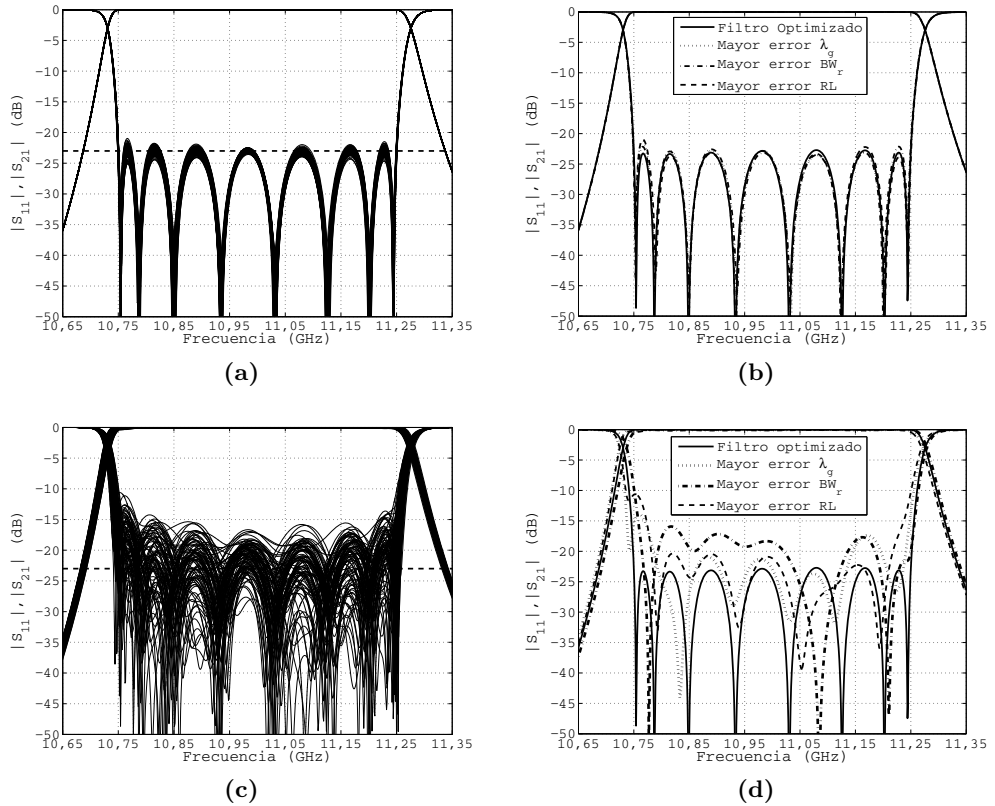 0
−5
−10
−15
−20
−25
−30
−35
−40
−45
−50
|S11|,|S21| (dB)
10,65 10,75 10,85 10,95 11,05 11,15 11,25 11,35
Frecuencia (GHz)
(a)
0
−5
−10
−15
−20
−25
−30
−35
−40
−45
−50
|S11|,|S21| (dB)
Filtro Optimizado
Mayor error λg
Mayor error BWr
Mayor error RL
10,65 10,75 10,85 10,95 11,05 11,15 11,25 11,35
Frecuencia (GHz)
(b)
0
−5
−10
−15
−20
−25
−30
−35
−40
−45
−50
|S11|,|S21| (dB)
10,65 10,75 10,85 10,95 11,05 11,15 11,25 11,35
Frecuencia (GHz)
(c)
0
−5
−10
−15
−20
−25
−30
−35
−40
−45
−50
|S11|,|S21| (dB)
Filtro optimizado
Mayor error λg
Mayor error BWr
Mayor error RL
10,65 10,75 10,85 10,95 11,05 11,15 11,25 11,35
Frecuencia (GHz)
(d)